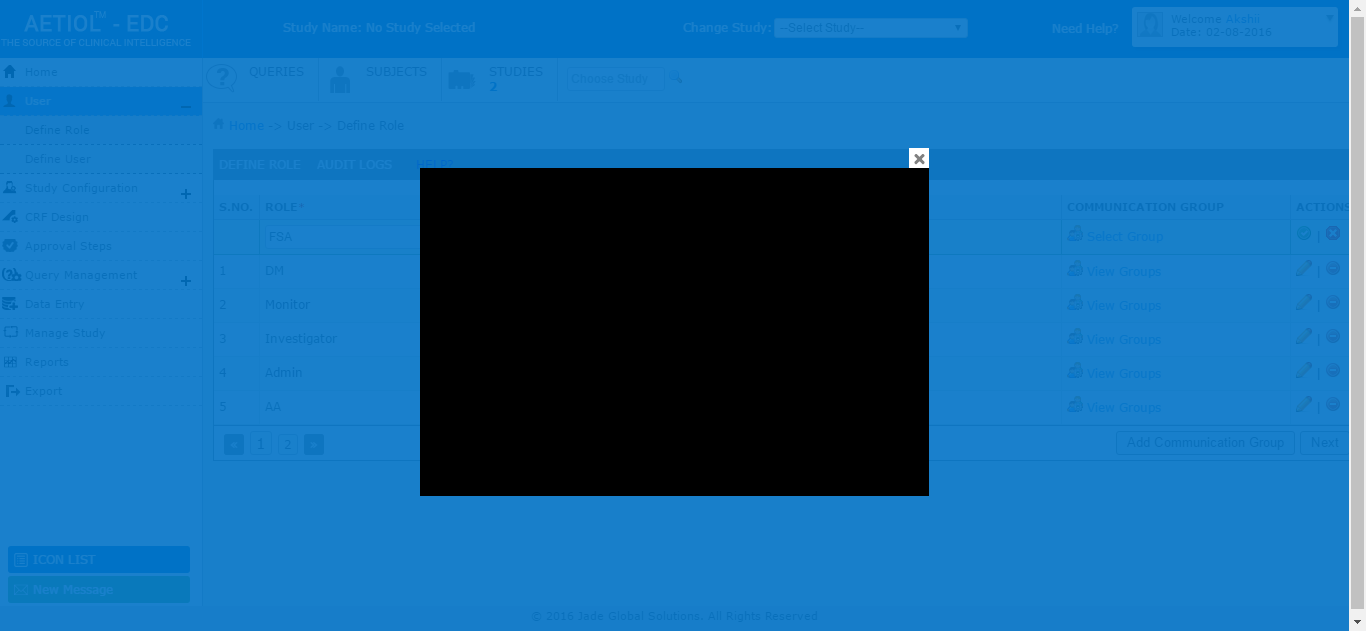 AETIOL™ - EDC
THE SOURCE OF CLINICAL INTELLIGENCE
Study Name: No Study Selected
Change Study: --Select Study--
Need Help?
Welcome Akshii
Date: 02-08-2016
Home
User
Define Role
Define User
Study Configuration
CRF Design
Approval Steps
Query Management
Data Entry
Manage Study
Reports
Export
ICON LIST
New Message
QUERIES
SUBJECTS
STUDIES
2
Choose Study
Home -> User -> Define Role
DEFINE ROLE AUDIT LOGS HELP?
S.NO. ROLE* COMMUNICATION GROUP ACTIONS
FSA Select Group |
1 DM View Groups |
2 Monitor View Groups |
3 Investigator View Groups |
4 Admin View Groups |
5 AA View Groups |
< 1 2 > Add Communication Group Next
© 2016 Jade Global Solutions. All Rights Reserved